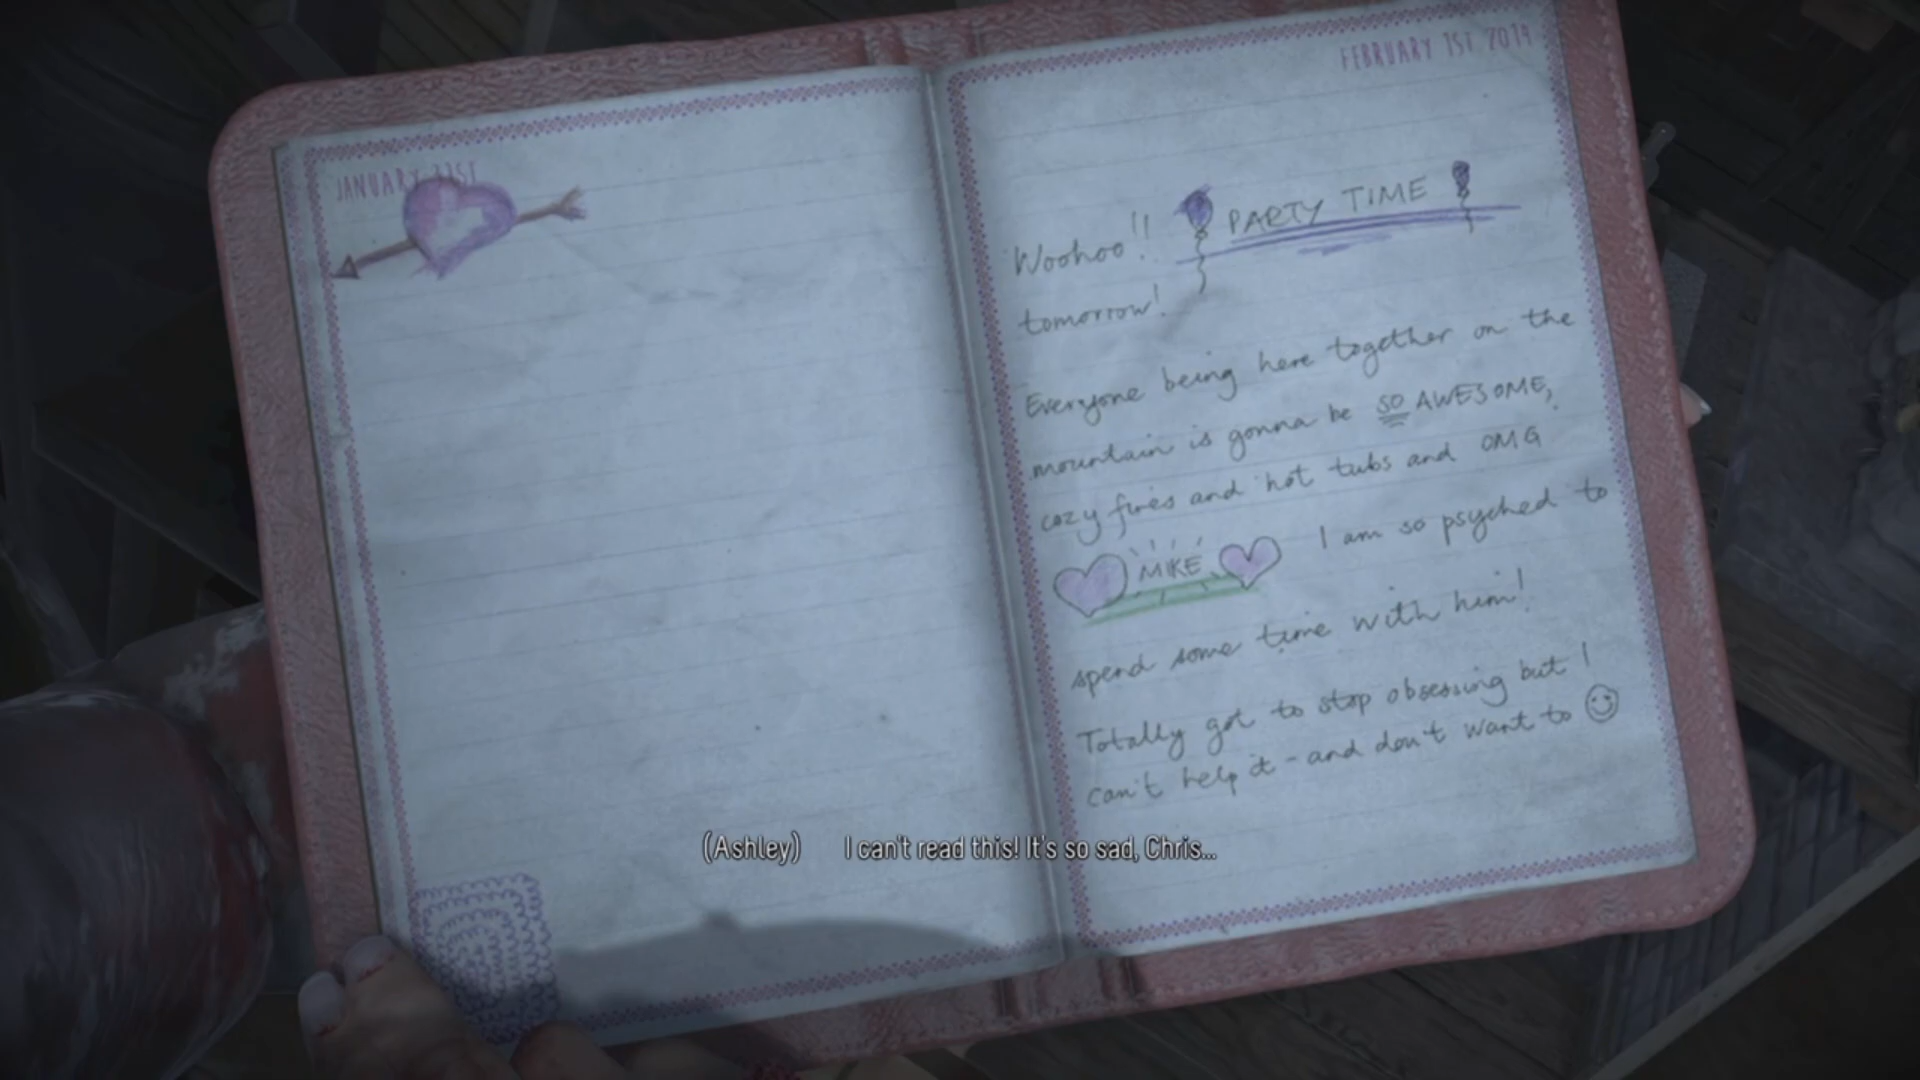 JANUARY 31ST
FEBRUARY 1ST 2014
Woohoo!! PARTY TIME
tomorrow!
Everyone being here together on the
mountain is gonna be SO AWESOME,
cozy fires and hot tubs and OMG
MIKE I am so psyched to
spend some time with him!
Totally got to stop obsessing but I
can't help it - and don't want to
(Ashley) I can't read this! It's so sad, Chris...